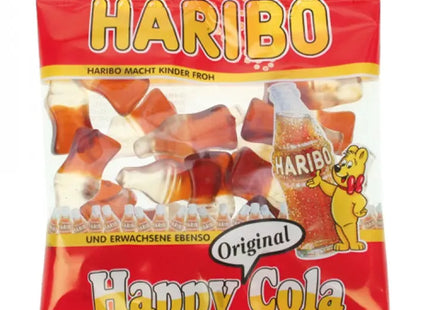 HARIBO
HARIBO MACHT KINDER FROH
HARIBO
UND ERWACHSENE EBENSO
Original
Happy Cola